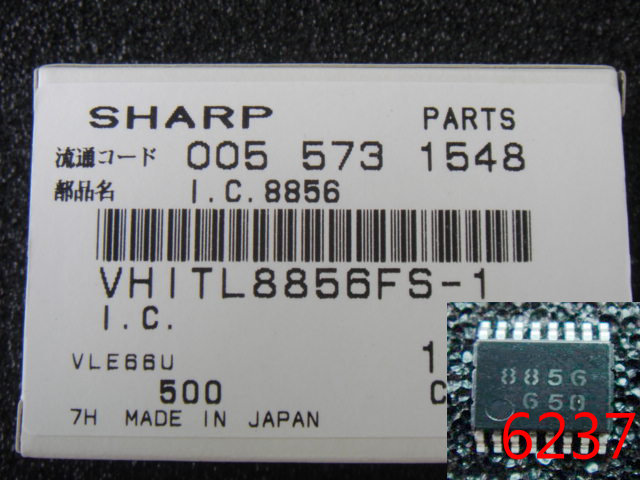 SHARP PARTS
流通コード 005 573 1548
部品名 I.C.8856
VHITL8856FS-1
I.C.
VLE66U 1
500 C
7H MADE IN JAPAN
8856
G50
6237